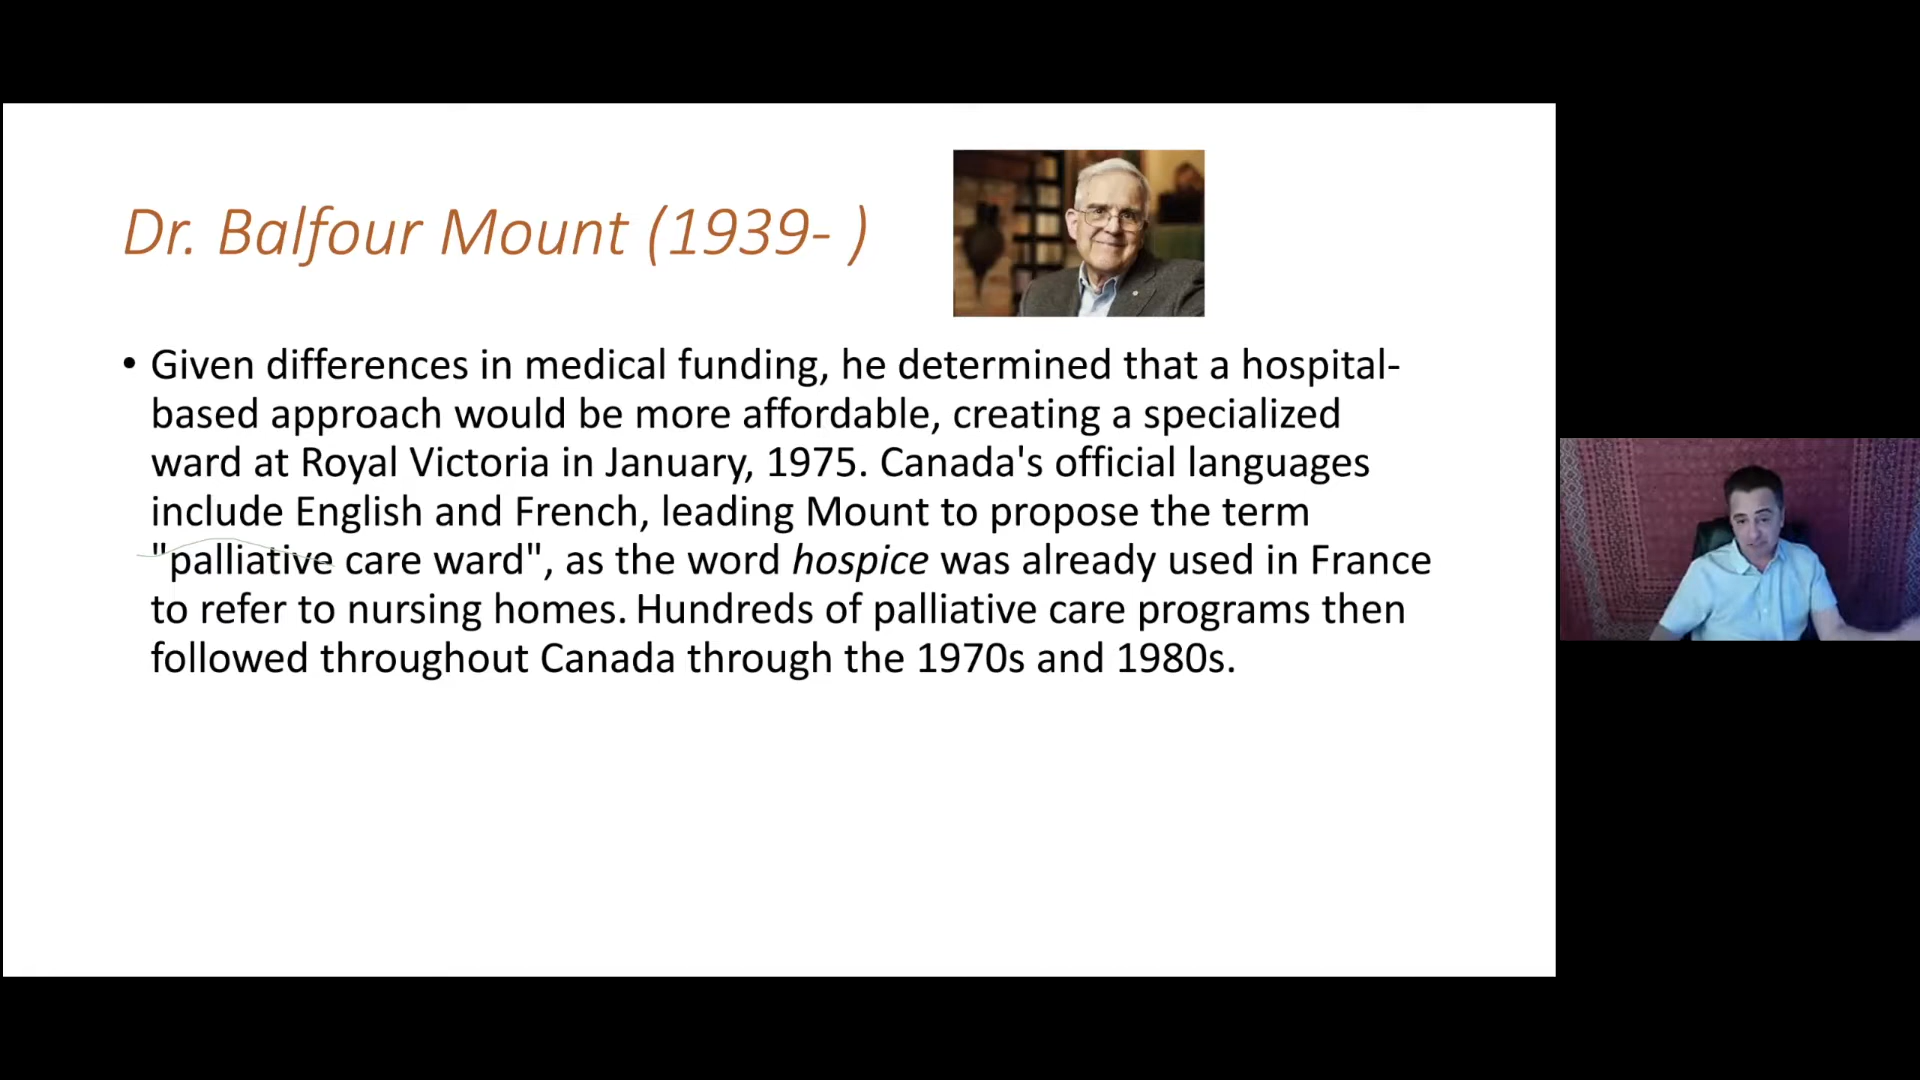 Dr. Balfour Mount (1939- )
• Given differences in medical funding, he determined that a hospital-
based approach would be more affordable, creating a specialized
ward at Royal Victoria in January, 1975. Canada's official languages
include English and French, leading Mount to propose the term
"palliative care ward", as the word hospice was already used in France
to refer to nursing homes. Hundreds of palliative care programs then
followed throughout Canada through the 1970s and 1980s.